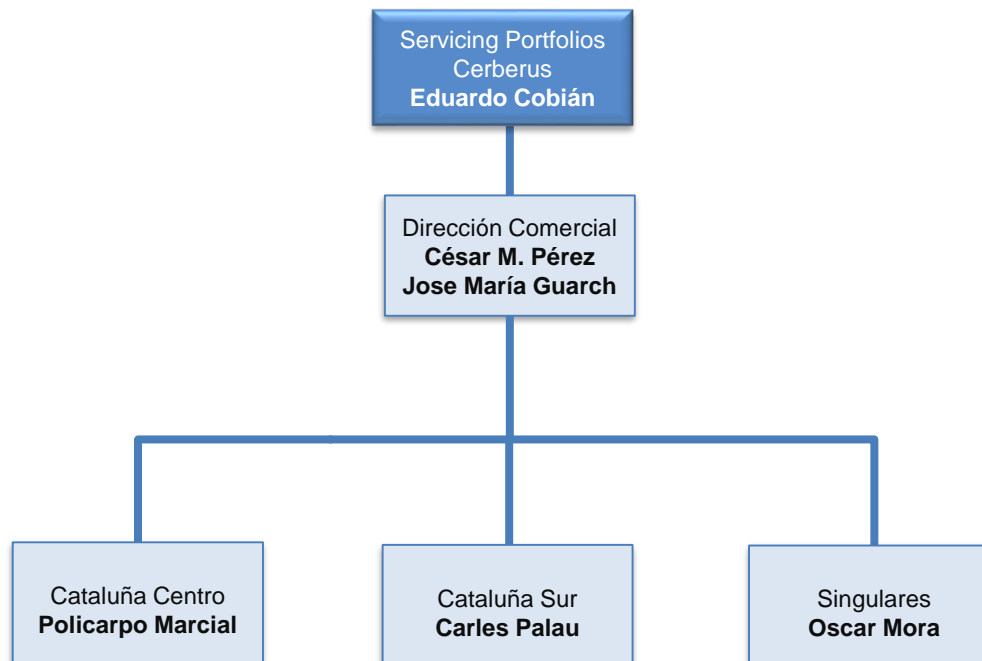 Servicing Portfolios
Cerberus
Eduardo Cobián
Dirección Comercial
César M. Pérez
Jose María Guarch
Cataluña Centro
Policarpo Marcial
Cataluña Sur
Carles Palau
Singulares
Oscar Mora